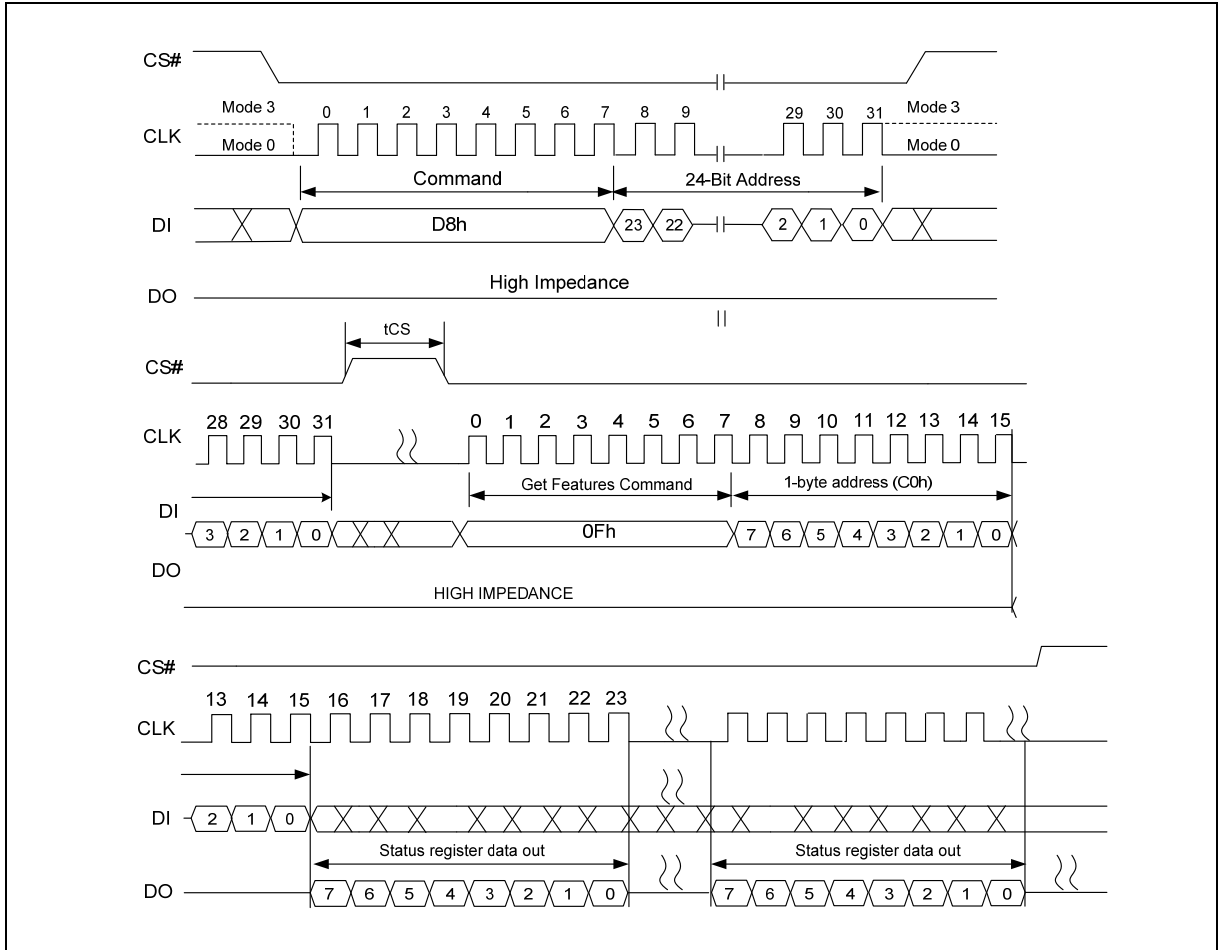 CS#
Mode 3
0 1 2 3 4 5 6 7 8 9 29 30 31
Mode 3
CLK
Mode 0
Mode 0
Command
24-Bit Address
DI
D8h
23 22 2 1 0
High Impedance
DO
tCS
CS#
28 29 30 31 0 1 2 3 4 5 6 7 8 9 10 11 12 13 14 15
CLK
Get Features Command
1-byte address (C0h)
DI
3 2 1 0
0Fh
7 6 5 4 3 2 1 0
DO
HIGH IMPEDANCE
CS#
13 14 15 16 17 18 19 20 21 22 23
CLK
DI
2 1 0
Status register data out
Status register data out
DO
7 6 5 4 3 2 1 0
7 6 5 4 3 2 1 0